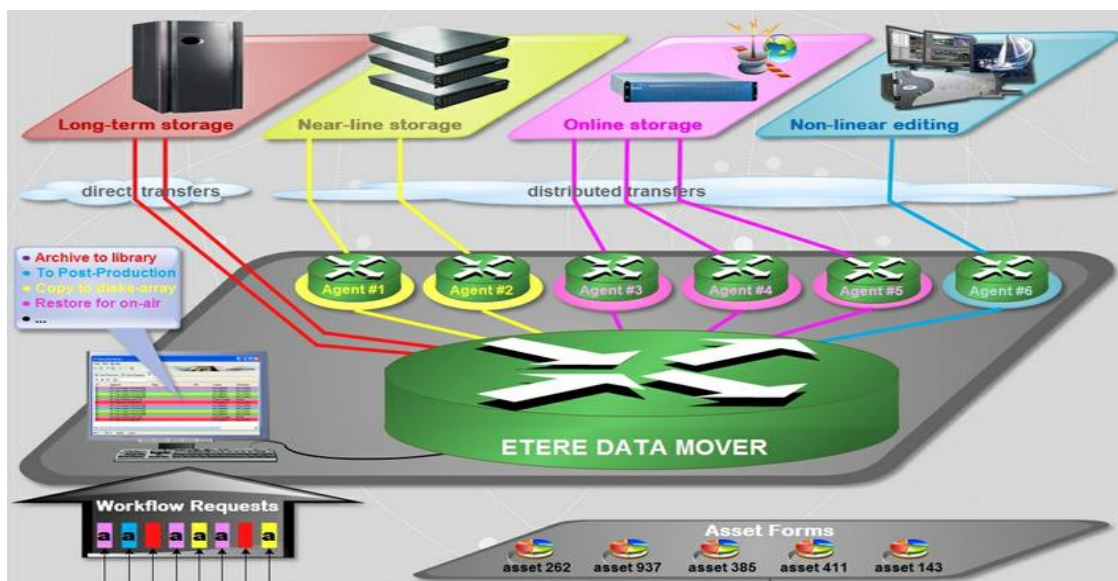 Long-term storage
Near-line storage
Online storage
Non-linear editing
direct transfers
distributed transfers
Archive to library
To Post-Production
Copy to disks-array
Restore for on-air
...
Agent #1
Agent #2
Agent #3
Agent #4
Agent #5
Agent #6
ETERE DATA MOVER
Workflow Requests
a a a a a a
Asset Forms
asset 262
asset 937
asset 385
asset 411
asset 143